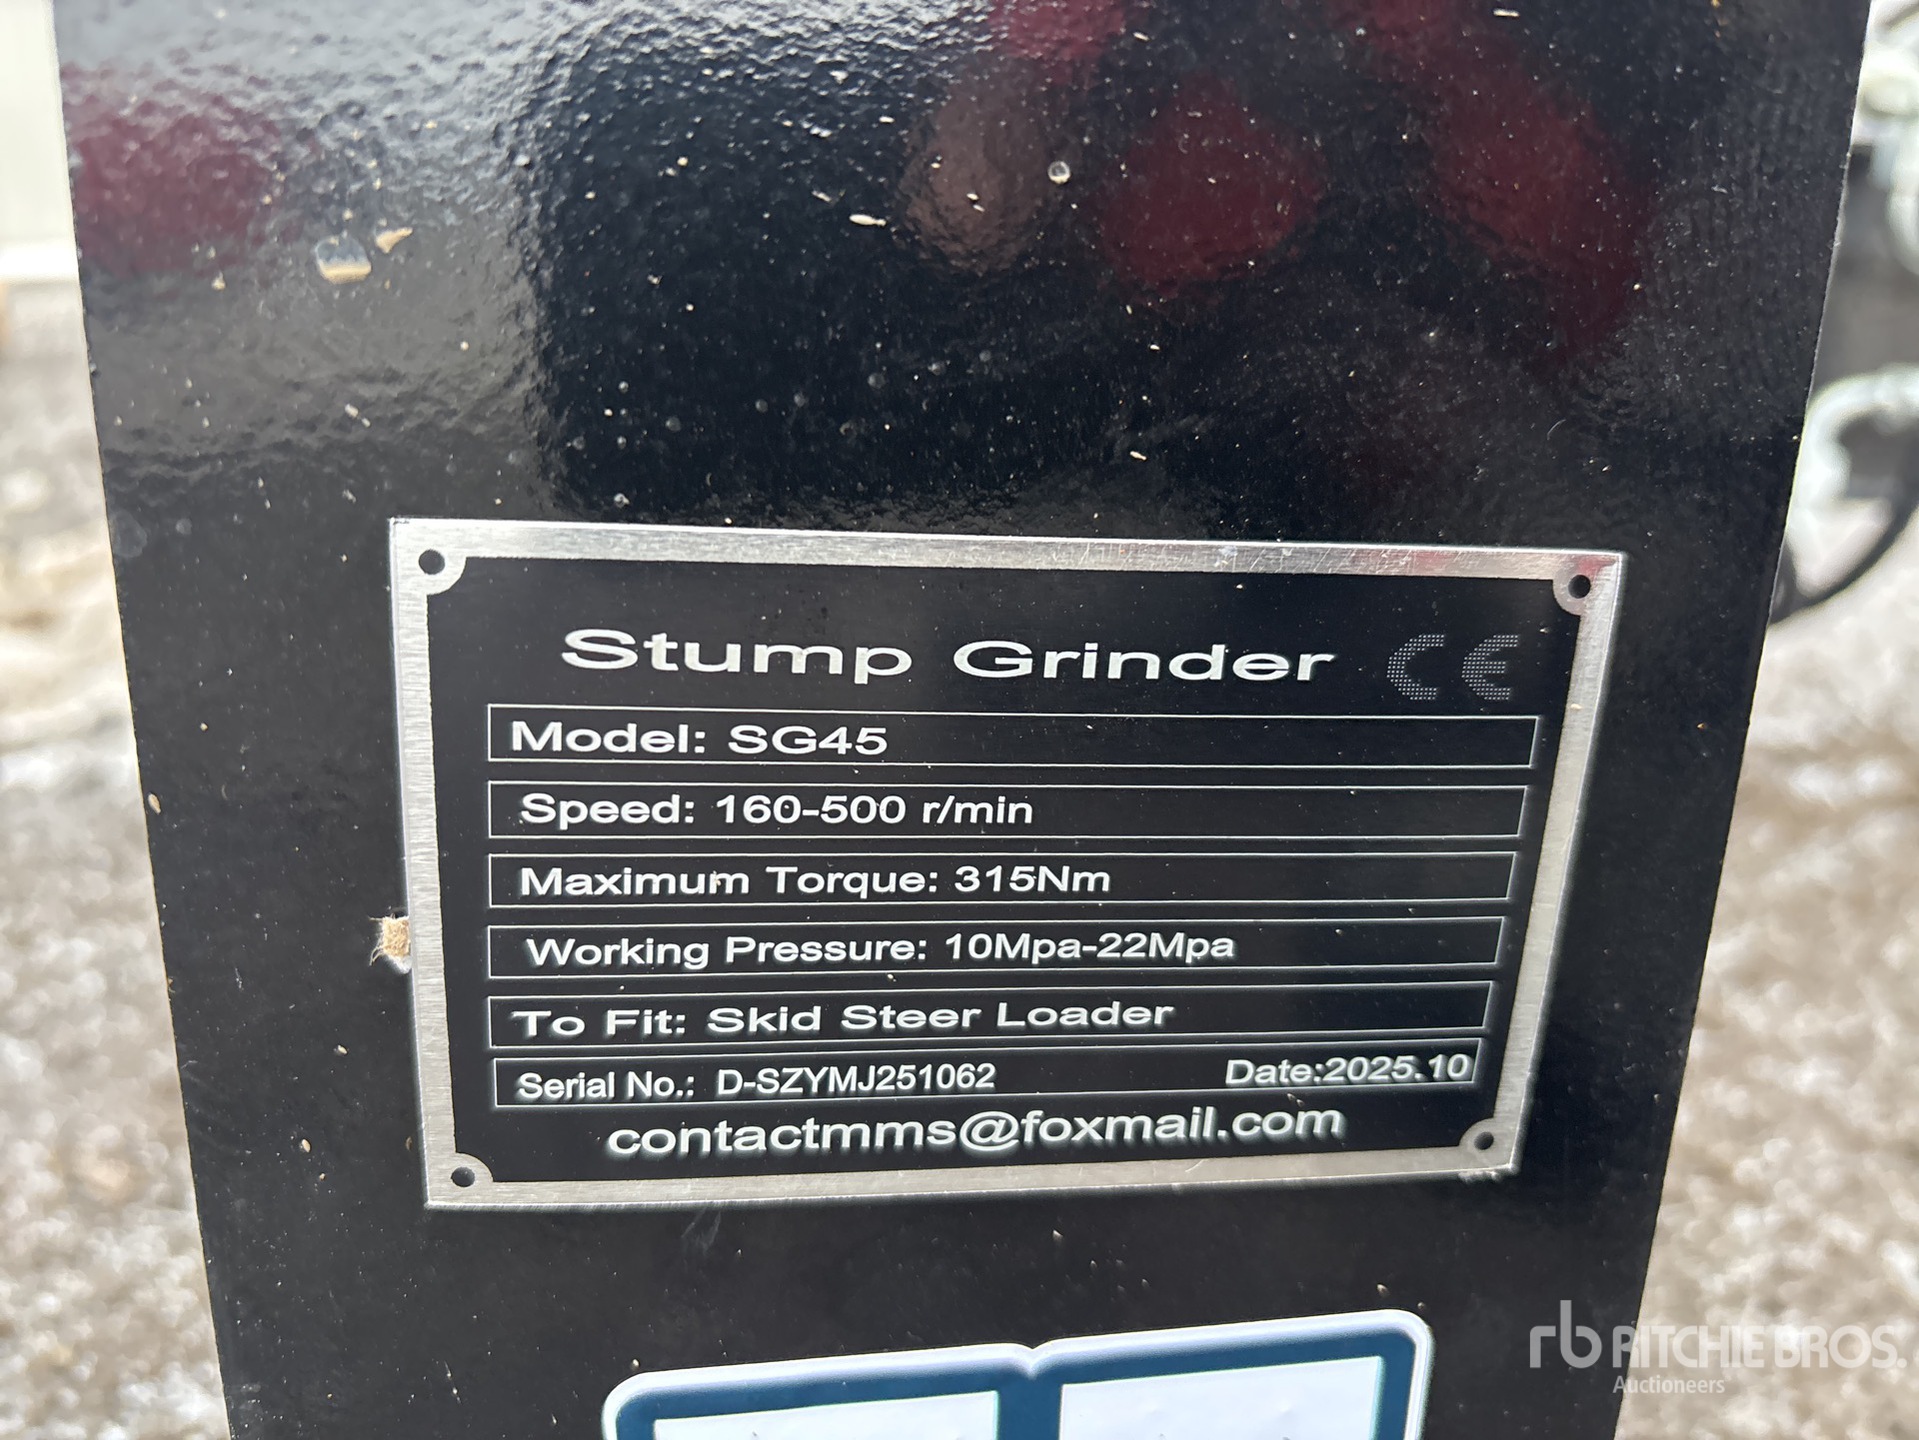 Stump Grinder CE
Model: SG45
Speed: 160-500 r/min
Maximum Torque: 315Nm
Working Pressure: 10Mpa-22Mpa
To Fit: Skid Steer Loader
Serial No.: D-SZYMJ251062 Date:2025.10
contactmms@foxmail.com
rb RITCHIE BROS.
Auctioneers